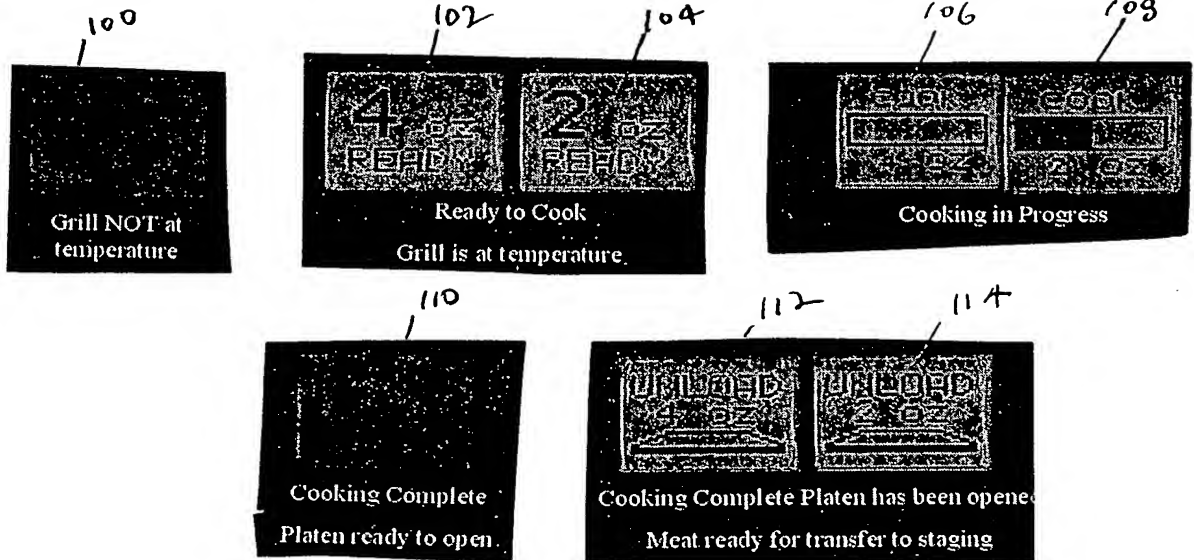 100
102
104
106
108
4 OZ
READY
2 OZ
READY
COOK
OZ
COOK
2 OZ
Grill NOT at
temperature
Ready to Cook
Grill is at temperature.
Cooking in Progress
110
112
114
UNLOAD
4 OZ
UNLOAD
2 OZ
Cooking Complete
Platen ready to open.
Cooking Complete Platen has been opene
Meat ready for transfer to staging